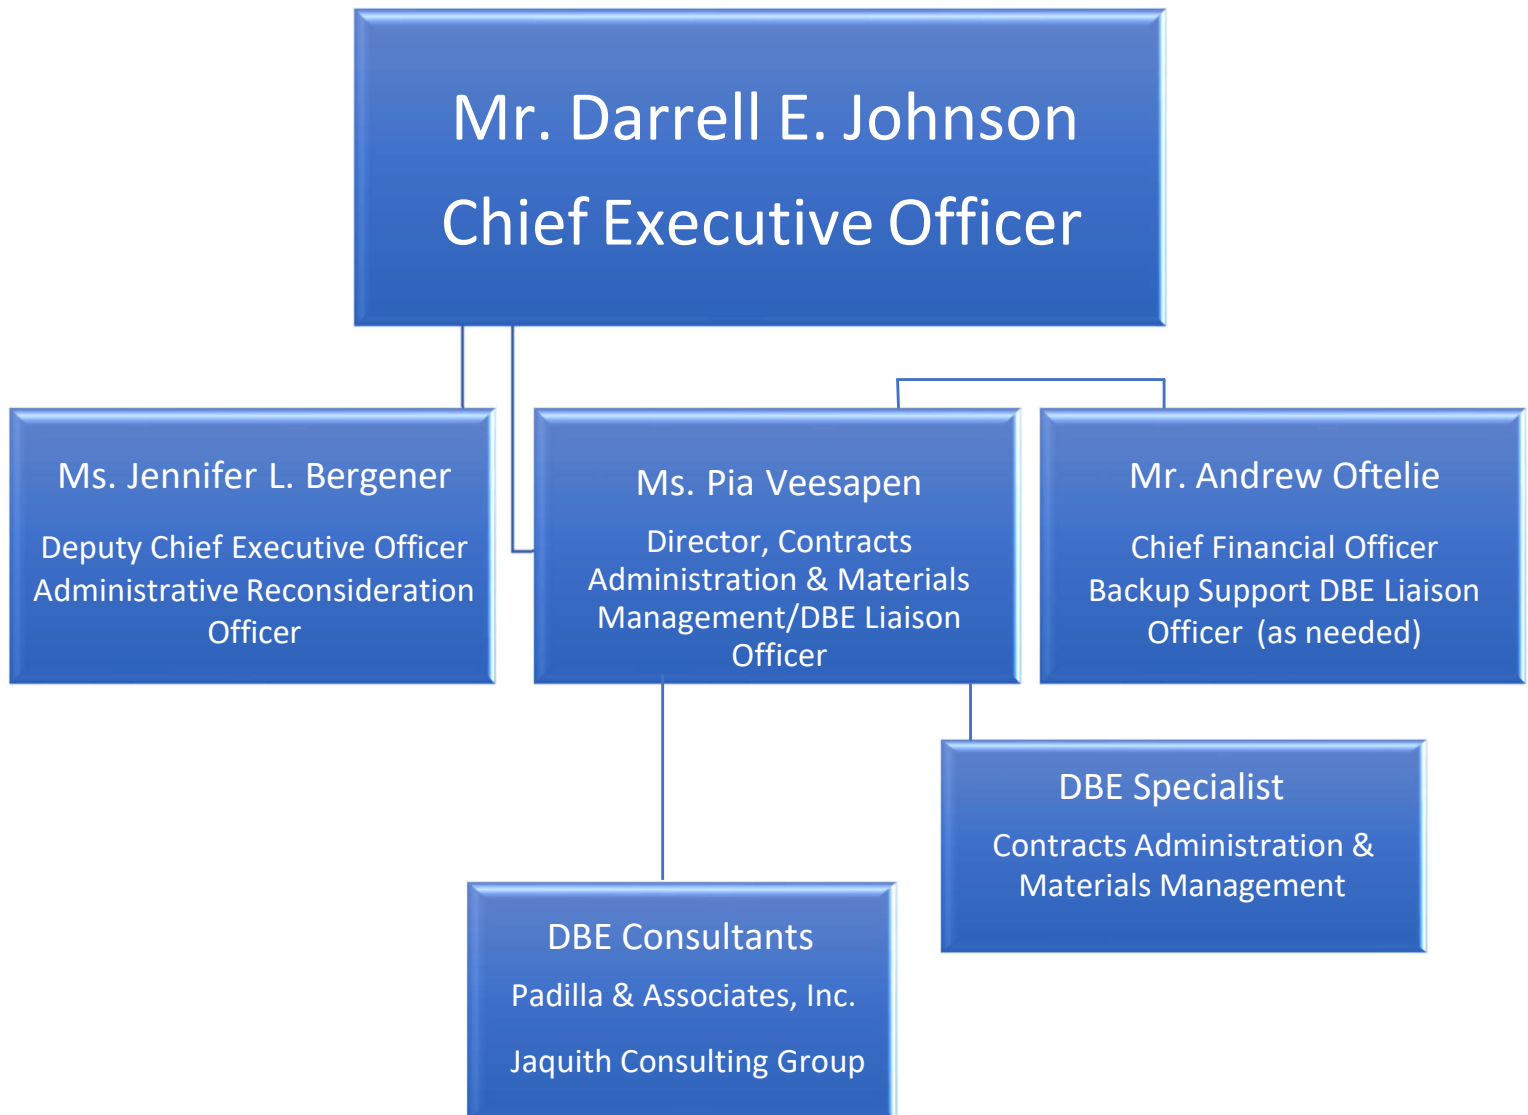 Mr. Darrell E. Johnson
Chief Executive Officer
Ms. Jennifer L. Bergener
Deputy Chief Executive Officer
Administrative Reconsideration
Officer
Ms. Pia Veesapen
Director, Contracts
Administration & Materials
Management/DBE Liaison
Officer
Mr. Andrew Oftelie
Chief Financial Officer
Backup Support DBE Liaison
Officer (as needed)
DBE Specialist
Contracts Administration &
Materials Management
DBE Consultants
Padilla & Associates, Inc.
Jaquith Consulting Group